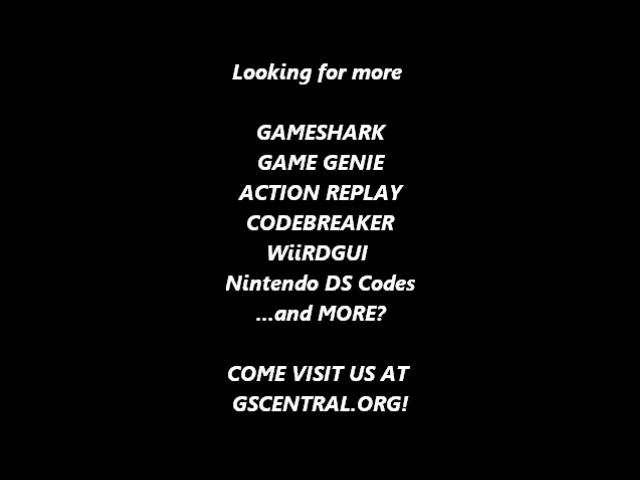 Looking for more
GAMESHARK
GAME GENIE
ACTION REPLAY
CODEBREAKER
WiiRDGUI
Nintendo DS Codes
...and MORE?
COME VISIT US AT
GSCENTRAL.ORG!